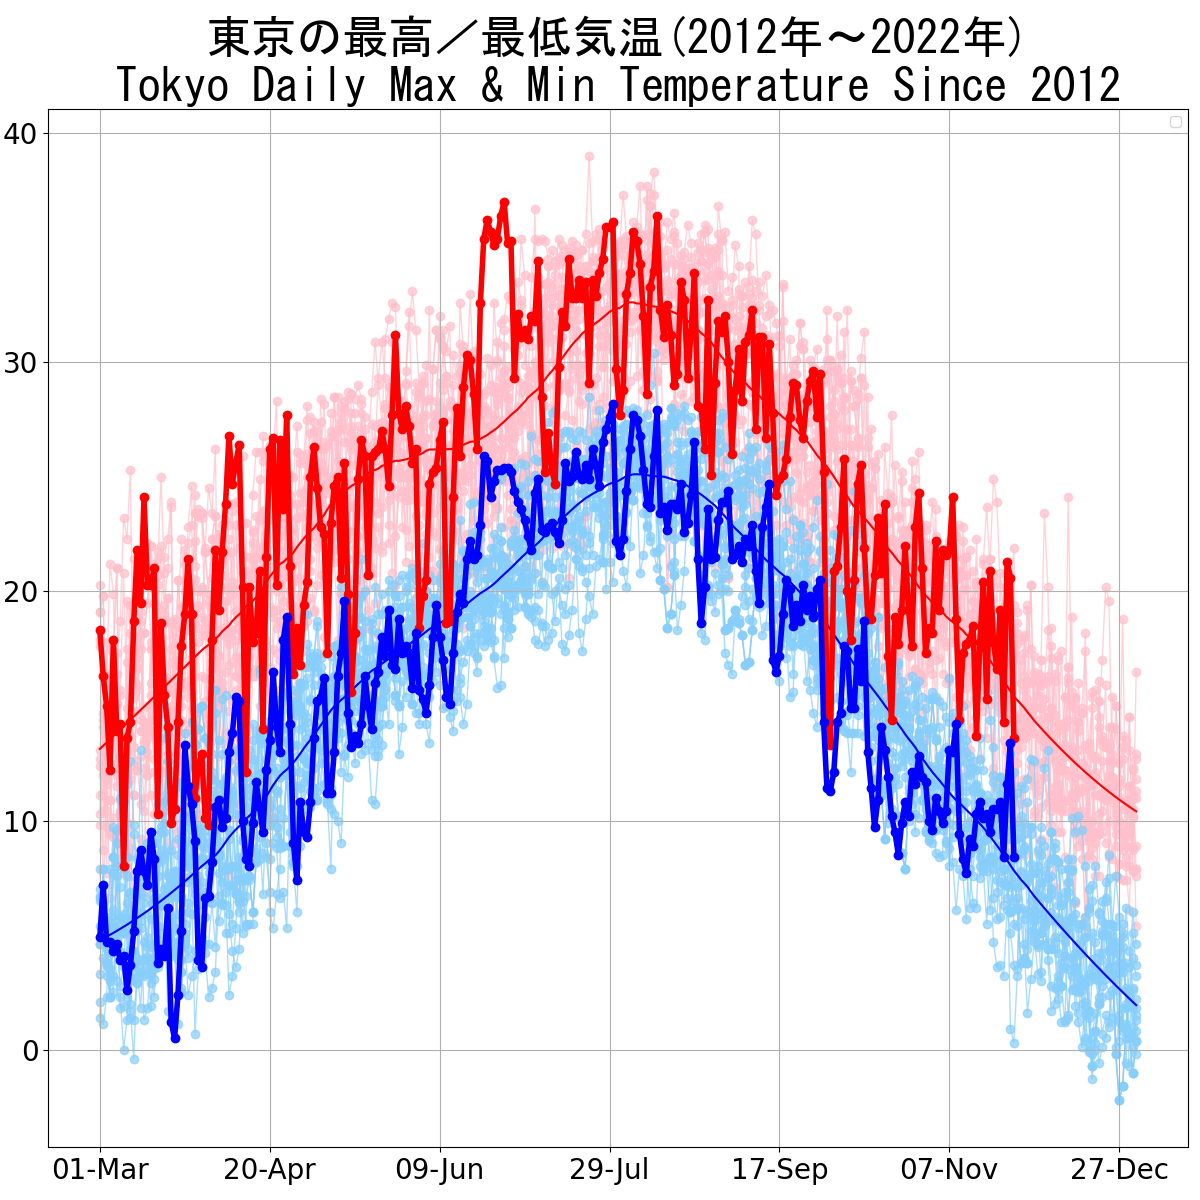 東京の最高／最低気温(2012年～2022年)
Tokyo Daily Max & Min Temperature Since 2012
40
30
20
10
0
01-Mar 20-Apr 09-Jun 29-Jul 17-Sep 07-Nov 27-Dec